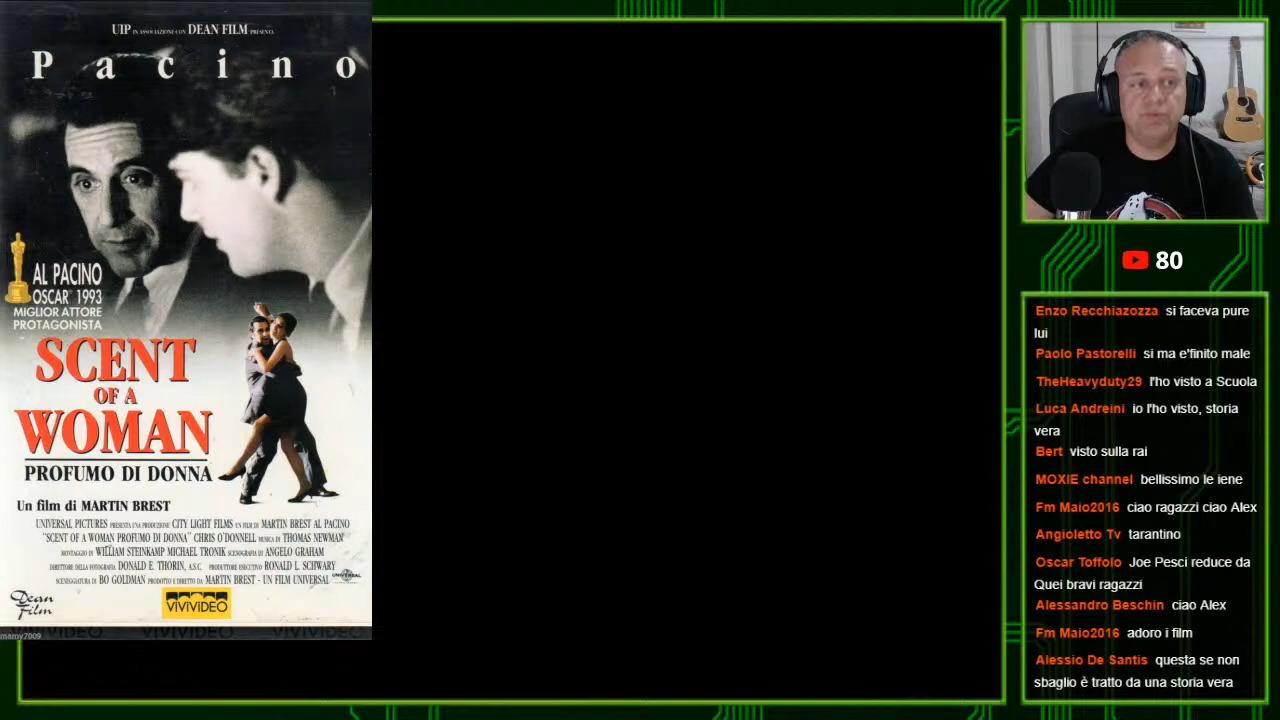 UIP IN ASSOCIAZIONE CON DEAN FILM PRESENTA
Pacino
AL PACINO
OSCAR® 1993
MIGLIOR ATTORE
PROTAGONISTA
SCENT
OF A
WOMAN
PROFUMO DI DONNA
Un film di MARTIN BREST
UNIVERSAL PICTURES PRESENTA UNA PRODUZIONE CITY LIGHT FILMS UN FILM DI MARTIN BREST AL PACINO
"SCENT OF A WOMAN PROFUMO DI DONNA" CHRIS O'DONNELL MUSICA DI THOMAS NEWMAN
MONTAGGIO DI WILLIAM STEINKAMP MICHAEL TRONIK SCENOGRAFIA DI ANGELO GRAHAM
DIRETTORE DELLA FOTOGRAFIA DONALD E. THORIN, A.S.C. PRODUTTORE ESECUTIVO RONALD L. SCHWARY
SCENEGGIATURA DI BO GOLDMAN PRODOTTO E DIRETTO DA MARTIN BREST - UN FILM UNIVERSAL
UNIVERSAL
Dean
Film
VIVIVIDEO
VIVIVIDEO VIVIVIDEO VIVIVIDEO
mamy7809
80
Enzo Recchiazozza si faceva pure
lui
Paolo Pastorelli si ma e'finito male
TheHeavyduty29 l'ho visto a Scuola
Luca Andreini io l'ho visto, storia
vera
Bert visto sulla rai
MOXIE channel bellissimo le iene
Fm Maio2016 ciao ragazzi ciao Alex
Angioletto Tv tarantino
Oscar Toffolo Joe Pesci reduce da
Quei bravi ragazzi
Alessandro Beschin ciao Alex
Fm Maio2016 adoro i film
Alessio De Santis questa se non
sbaglio è tratto da una storia vera